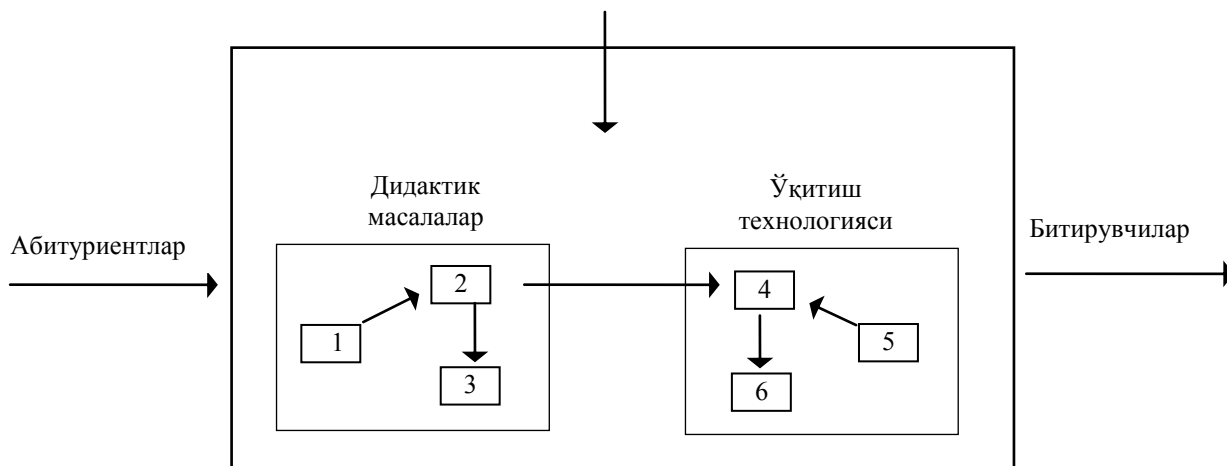 Дидактик
масалалар
Ўқитиш
технологияси
Абитуриентлар
Битирувчилар
2
4
1
5
3
6